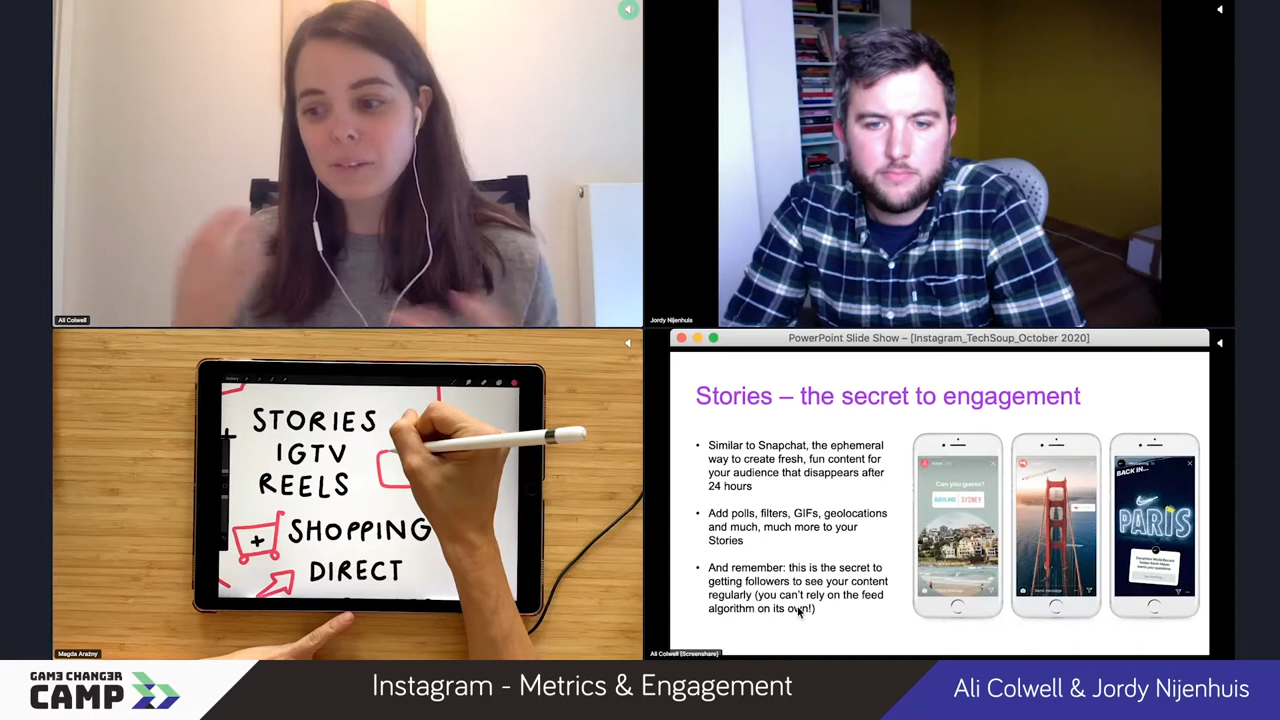 Ali Colwell
Jordy Nijenhuis
STORIES
IGTV
REELS
+ SHOPPING
DIRECT
Magda Arażny
PowerPoint Slide Show – [Instagram_TechSoup_October 2020]
Stories – the secret to engagement
• Similar to Snapchat, the ephemeral
way to create fresh, fun content for
your audience that disappears after
24 hours
• Add polls, filters, GIFs, geolocations
and much, much more to your
Stories
• And remember: this is the secret to
getting followers to see your content
regularly (you can't rely on the feed
algorithm on its own!)
Can you guess?
AUCKLAND SYDNEY
BACK IN...
PARIS
Ali Colwell [Screenshare]
GAME CHANGER
CAMP
Instagram - Metrics & Engagement
Ali Colwell & Jordy Nijenhuis